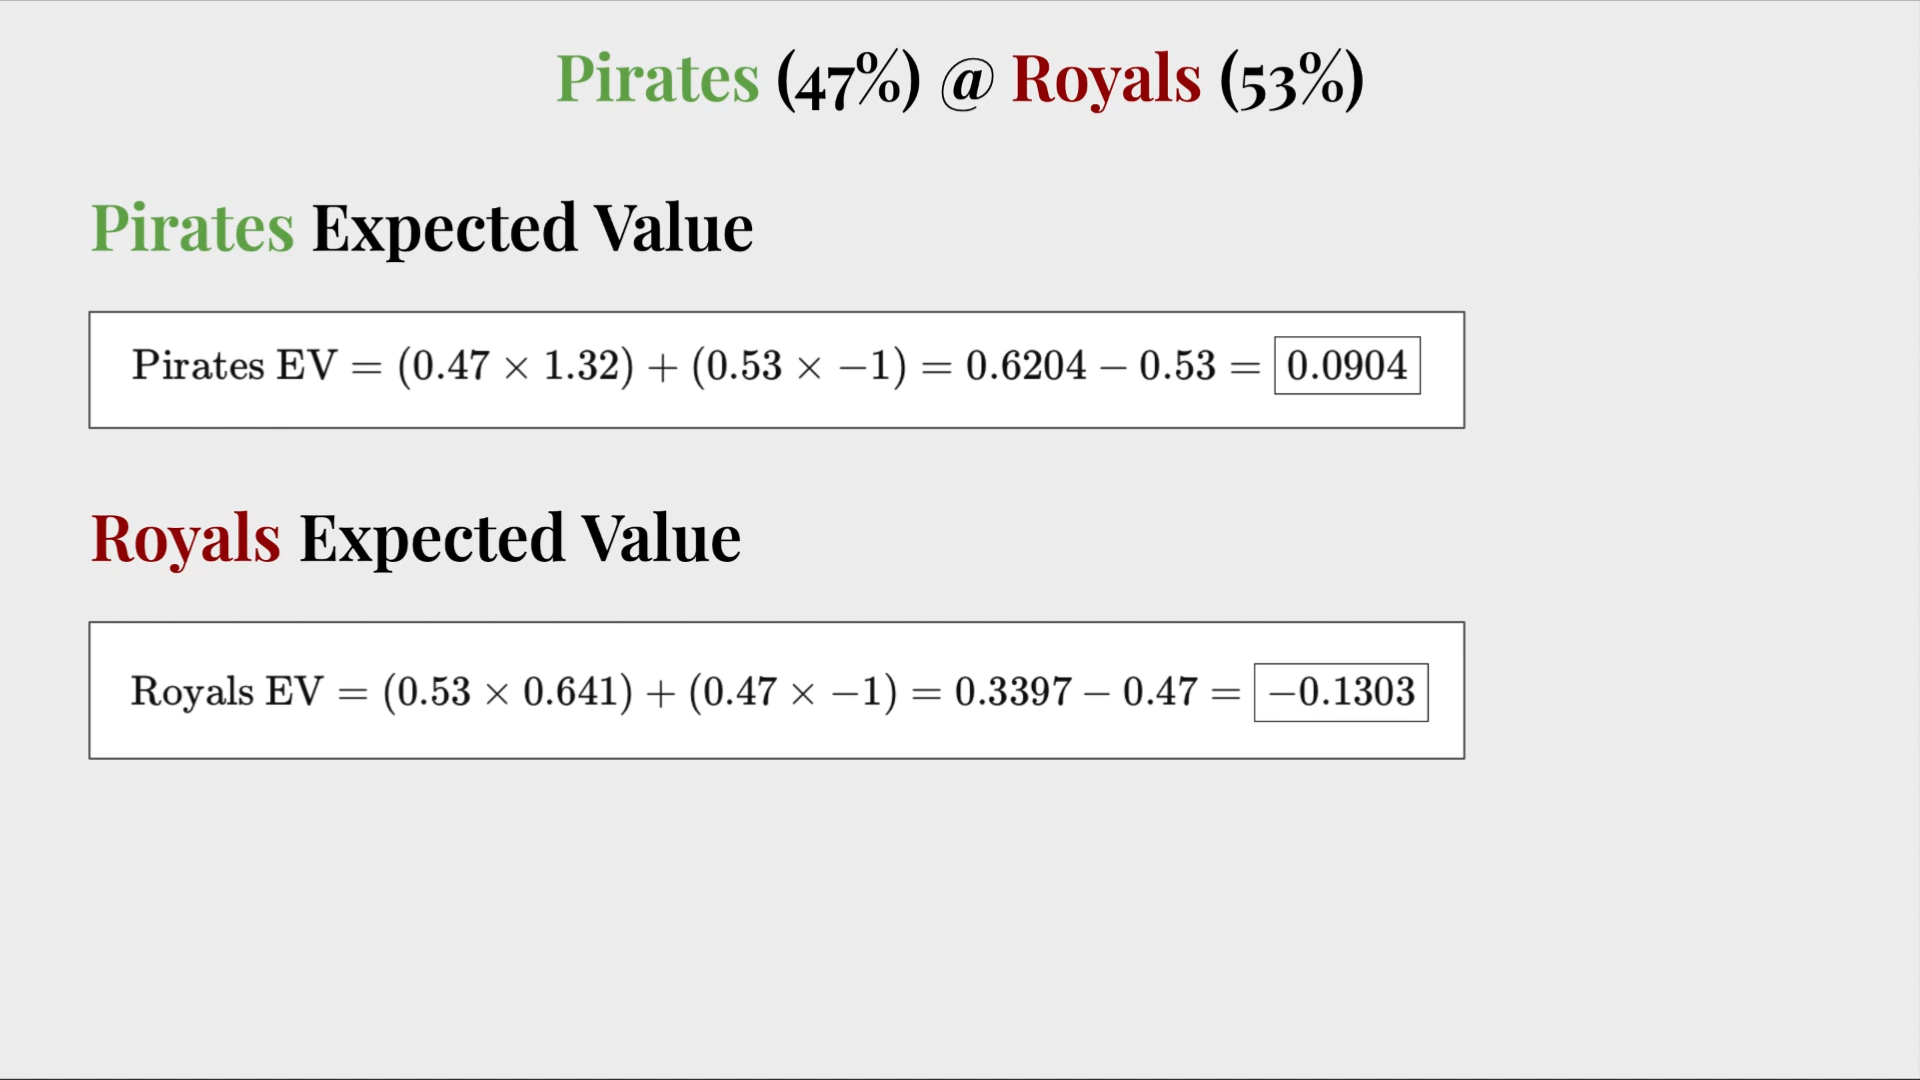 Pirates (47%) @ Royals (53%)
Pirates Expected Value
Pirates EV = (0.47 × 1.32) + (0.53 × −1) = 0.6204 − 0.53 = 0.0904
Royals Expected Value
Royals EV = (0.53 × 0.641) + (0.47 × −1) = 0.3397 − 0.47 = −0.1303